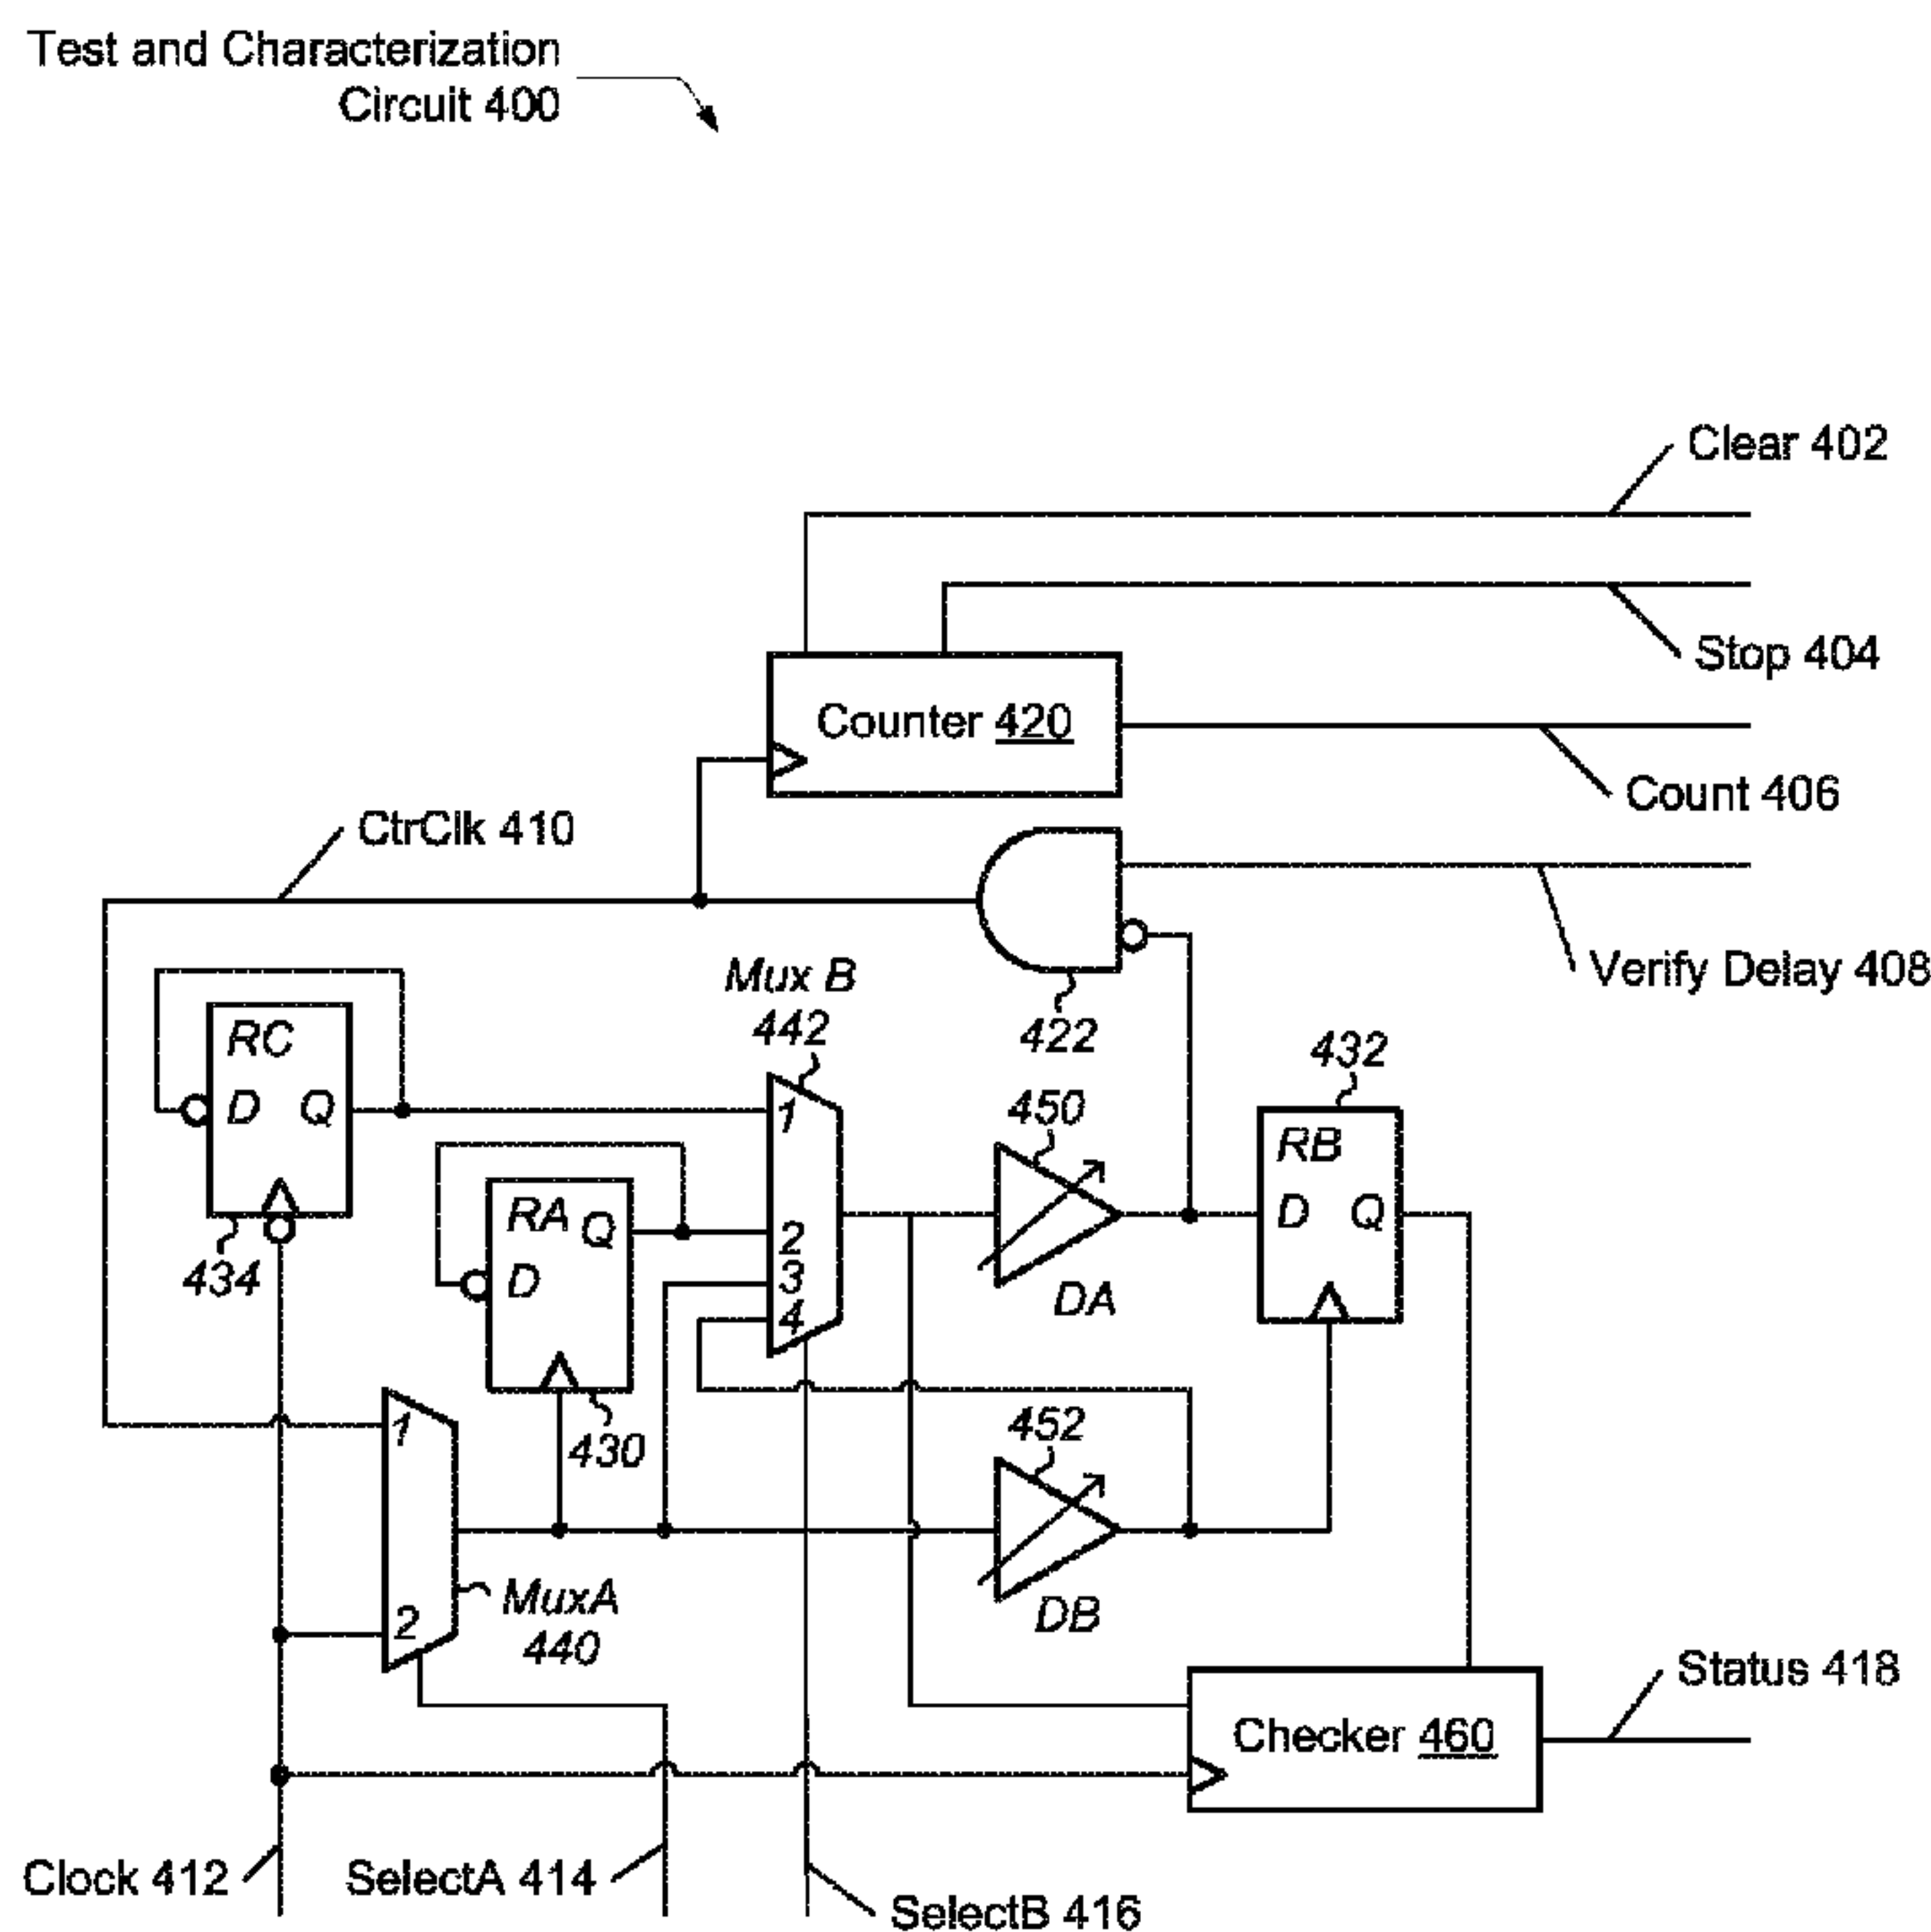 Test and Characterization
Circuit 400
Clear 402
Stop 404
Counter 420
Count 406
CtrClk 410
Verify Delay 408
Mux B
442
422
RC
D Q
434
432
450
RB
D Q
RA Q
D
430
1
2
3
4
DA
452
DB
1
2
MuxA
440
Status 418
Checker 460
Clock 412
SelectA 414
SelectB 416